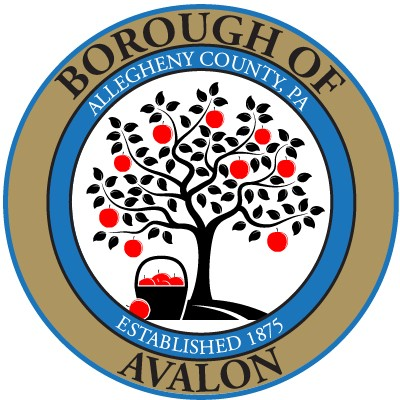 BOROUGH OF
ALLEGHENY COUNTY, PA
ESTABLISHED 1875
AVALON